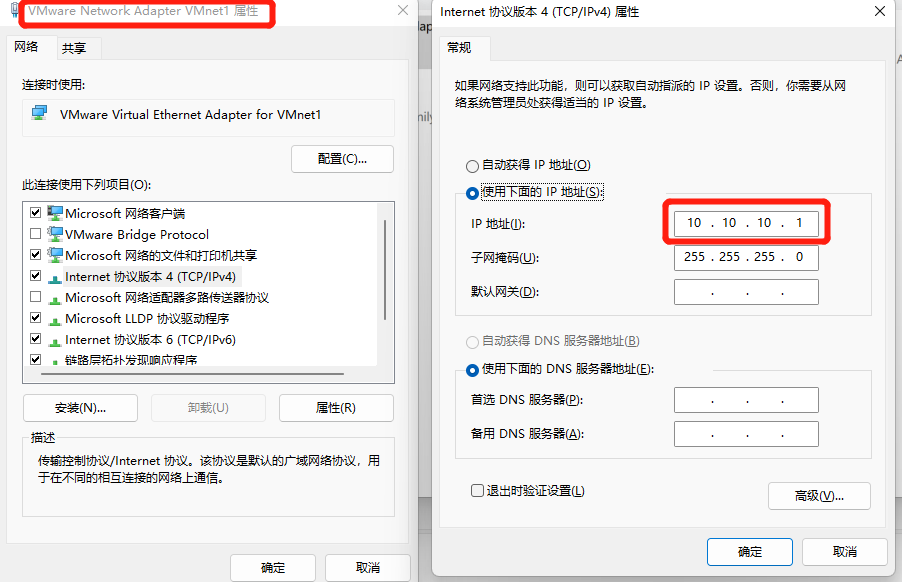 VMware Network Adapter VMnet1 属性
网络
共享
连接时使用:
VMware Virtual Ethernet Adapter for VMnet1
配置(C)...
此连接使用下列项目(O):
Microsoft 网络客户端
VMware Bridge Protocol
Microsoft 网络的文件和打印机共享
Internet 协议版本 4 (TCP/IPv4)
Microsoft 网络适配器多路传送器协议
Microsoft LLDP 协议驱动程序
Internet 协议版本 6 (TCP/IPv6)
链路层拓扑发现响应程序
安装(N)...
卸载(U)
属性(R)
描述
传输控制协议/Internet 协议。该协议是默认的广域网络协议，用
于在不同的相互连接的网络上通信。
确定
取消
Internet 协议版本 4 (TCP/IPv4) 属性
常规
如果网络支持此功能，则可以获取自动指派的 IP 设置。否则，你需要从网
络系统管理员处获得适当的 IP 设置。
自动获得 IP 地址(O)
使用下面的 IP 地址(S):
IP 地址(I):
10 . 10 . 10 . 1
子网掩码(U):
255 . 255 . 255 . 0
默认网关(D):
. . .
自动获得 DNS 服务器地址(B)
使用下面的 DNS 服务器地址(E):
首选 DNS 服务器(P):
. . .
备用 DNS 服务器(A):
. . .
退出时验证设置(L)
高级(V)...
确定
取消